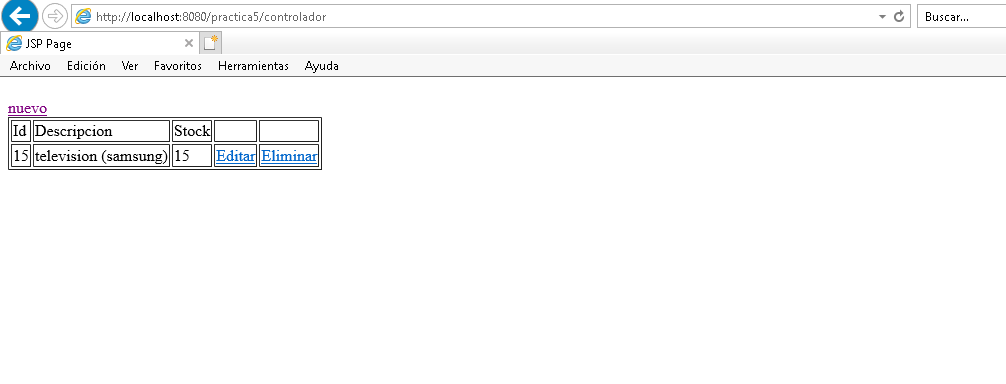 http://localhost:8080/practica5/controlador
Buscar...
JSP Page
Archivo Edición Ver Favoritos Herramientas Ayuda
nuevo
Id Descripcion Stock
15 television (samsung) 15 Editar Eliminar